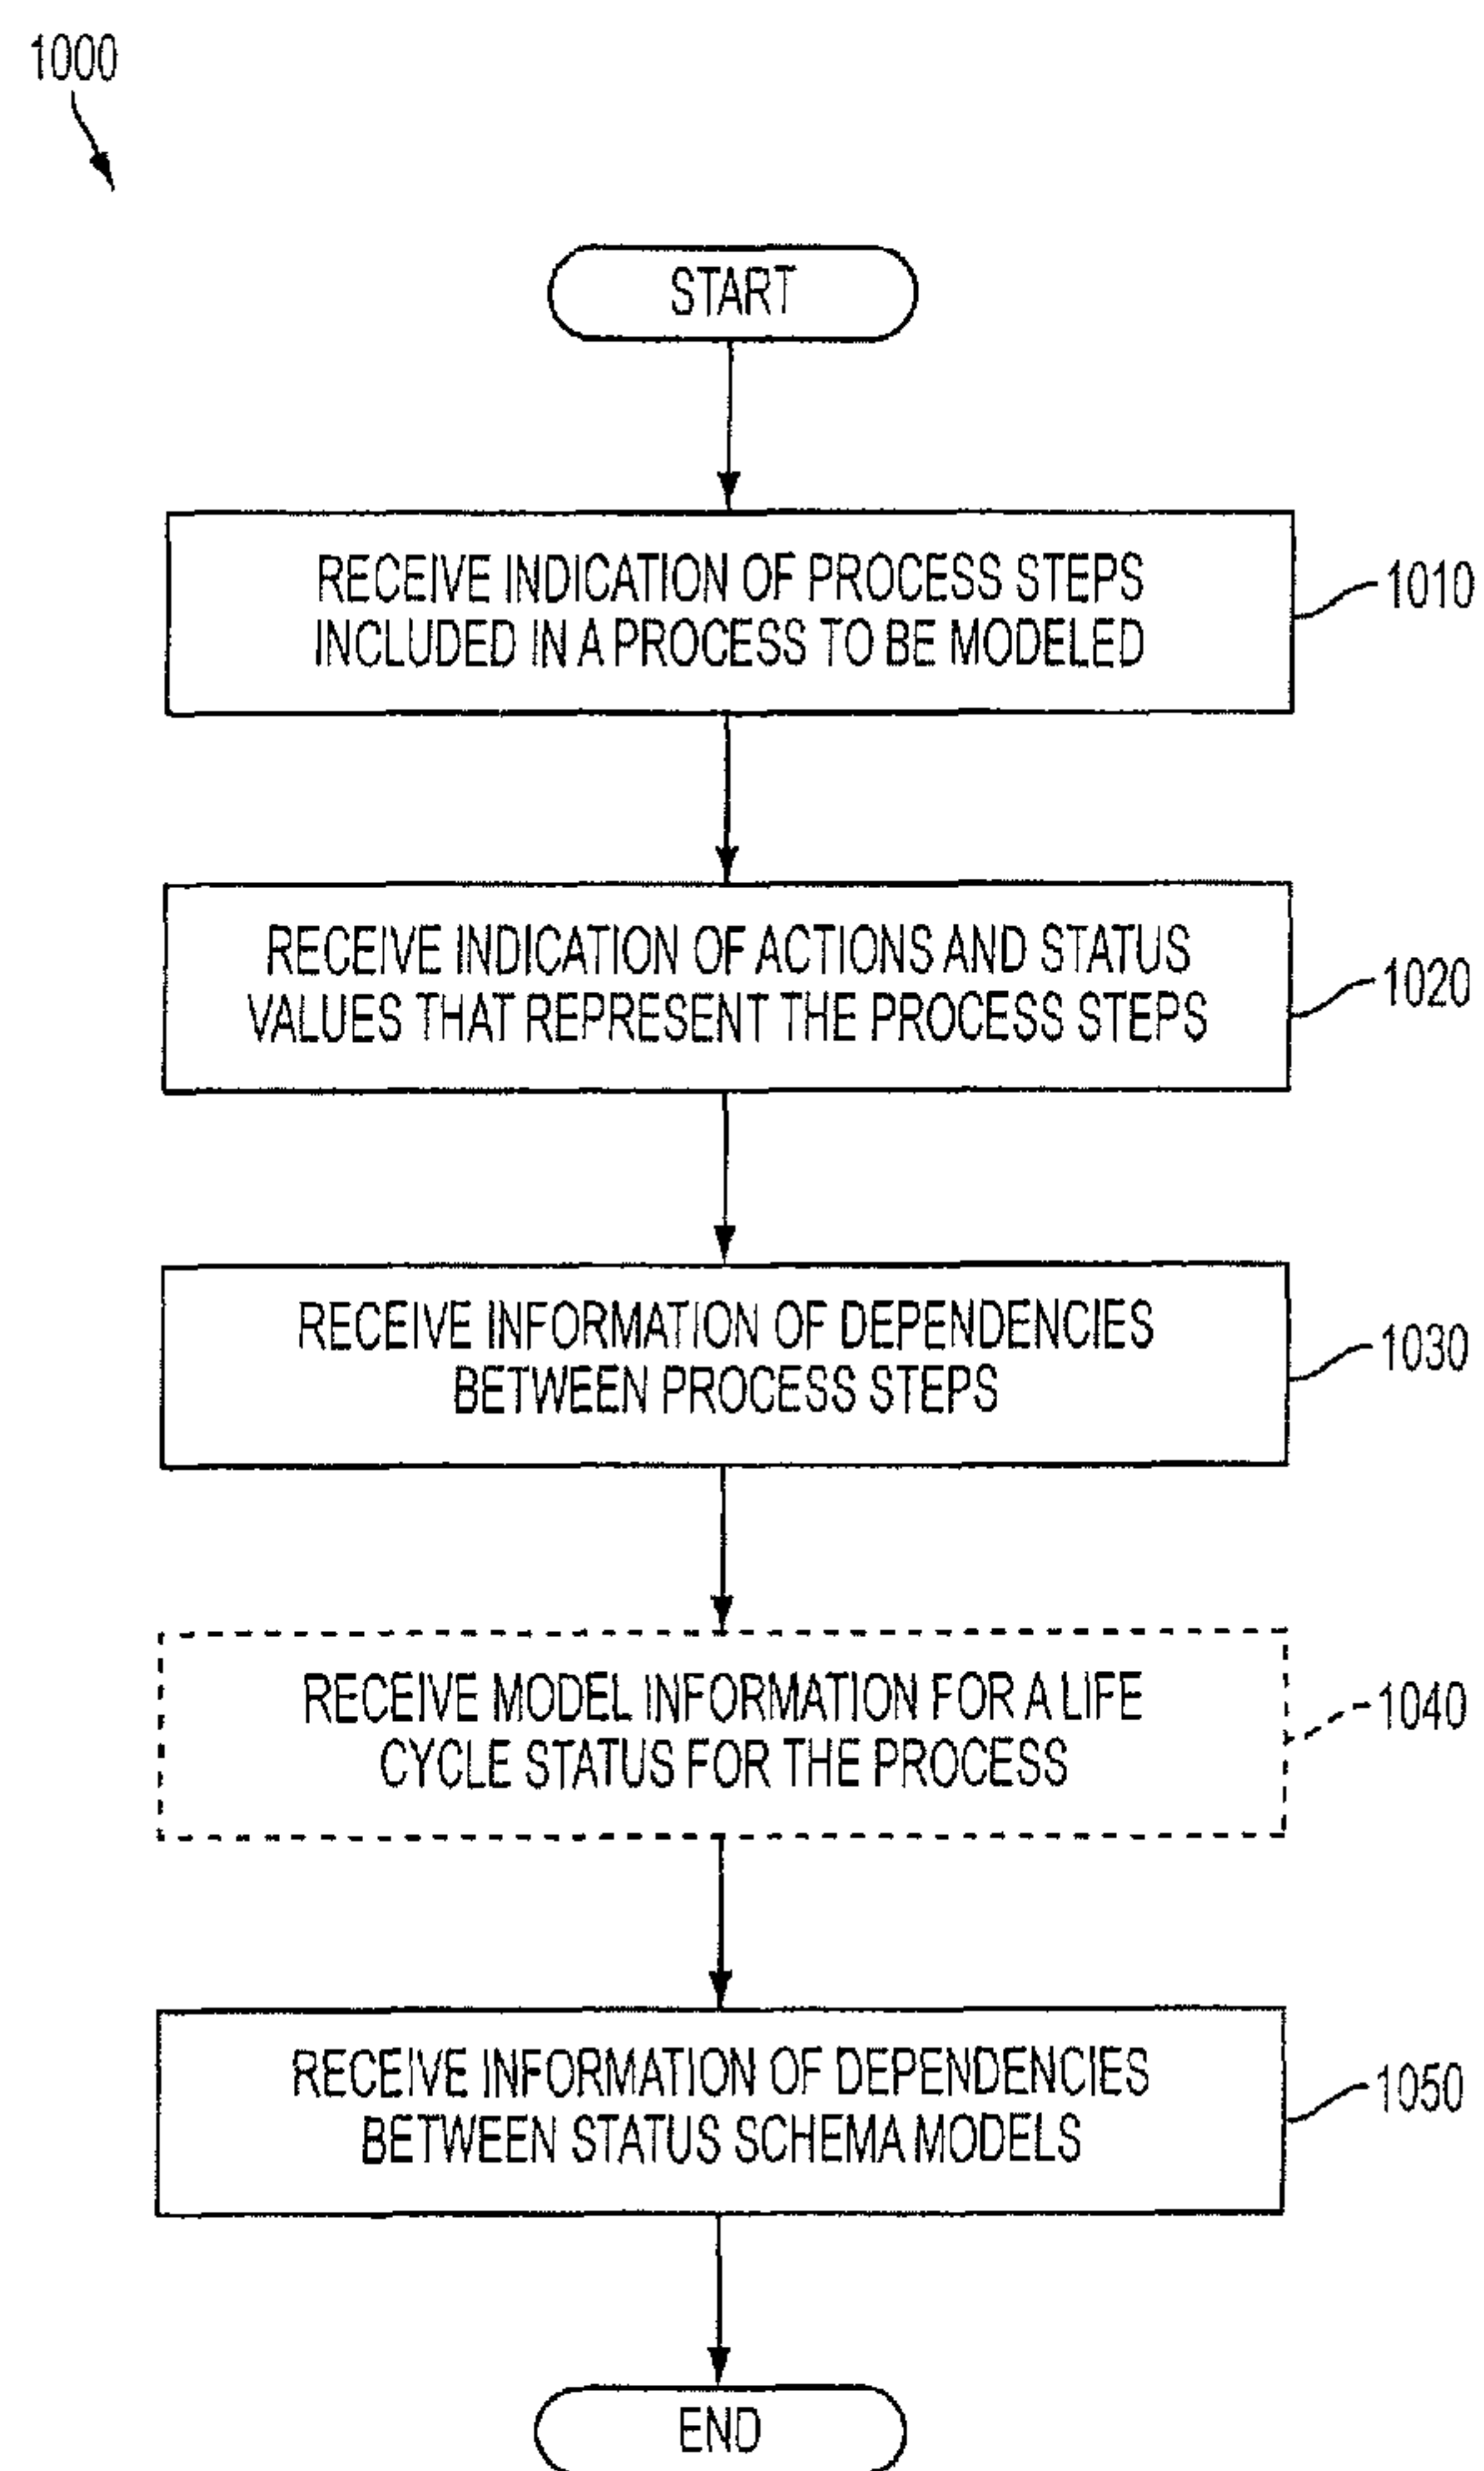 1000
START
RECEIVE INDICATION OF PROCESS STEPS
INCLUDED IN A PROCESS TO BE MODELED
1010
RECEIVE INDICATION OF ACTIONS AND STATUS
VALUES THAT REPRESENT THE PROCESS STEPS
1020
RECEIVE INFORMATION OF DEPENDENCIES
BETWEEN PROCESS STEPS
1030
RECEIVE MODEL INFORMATION FOR A LIFE
CYCLE STATUS FOR THE PROCESS
1040
RECEIVE INFORMATION OF DEPENDENCIES
BETWEEN STATUS SCHEMA MODELS
1050
END